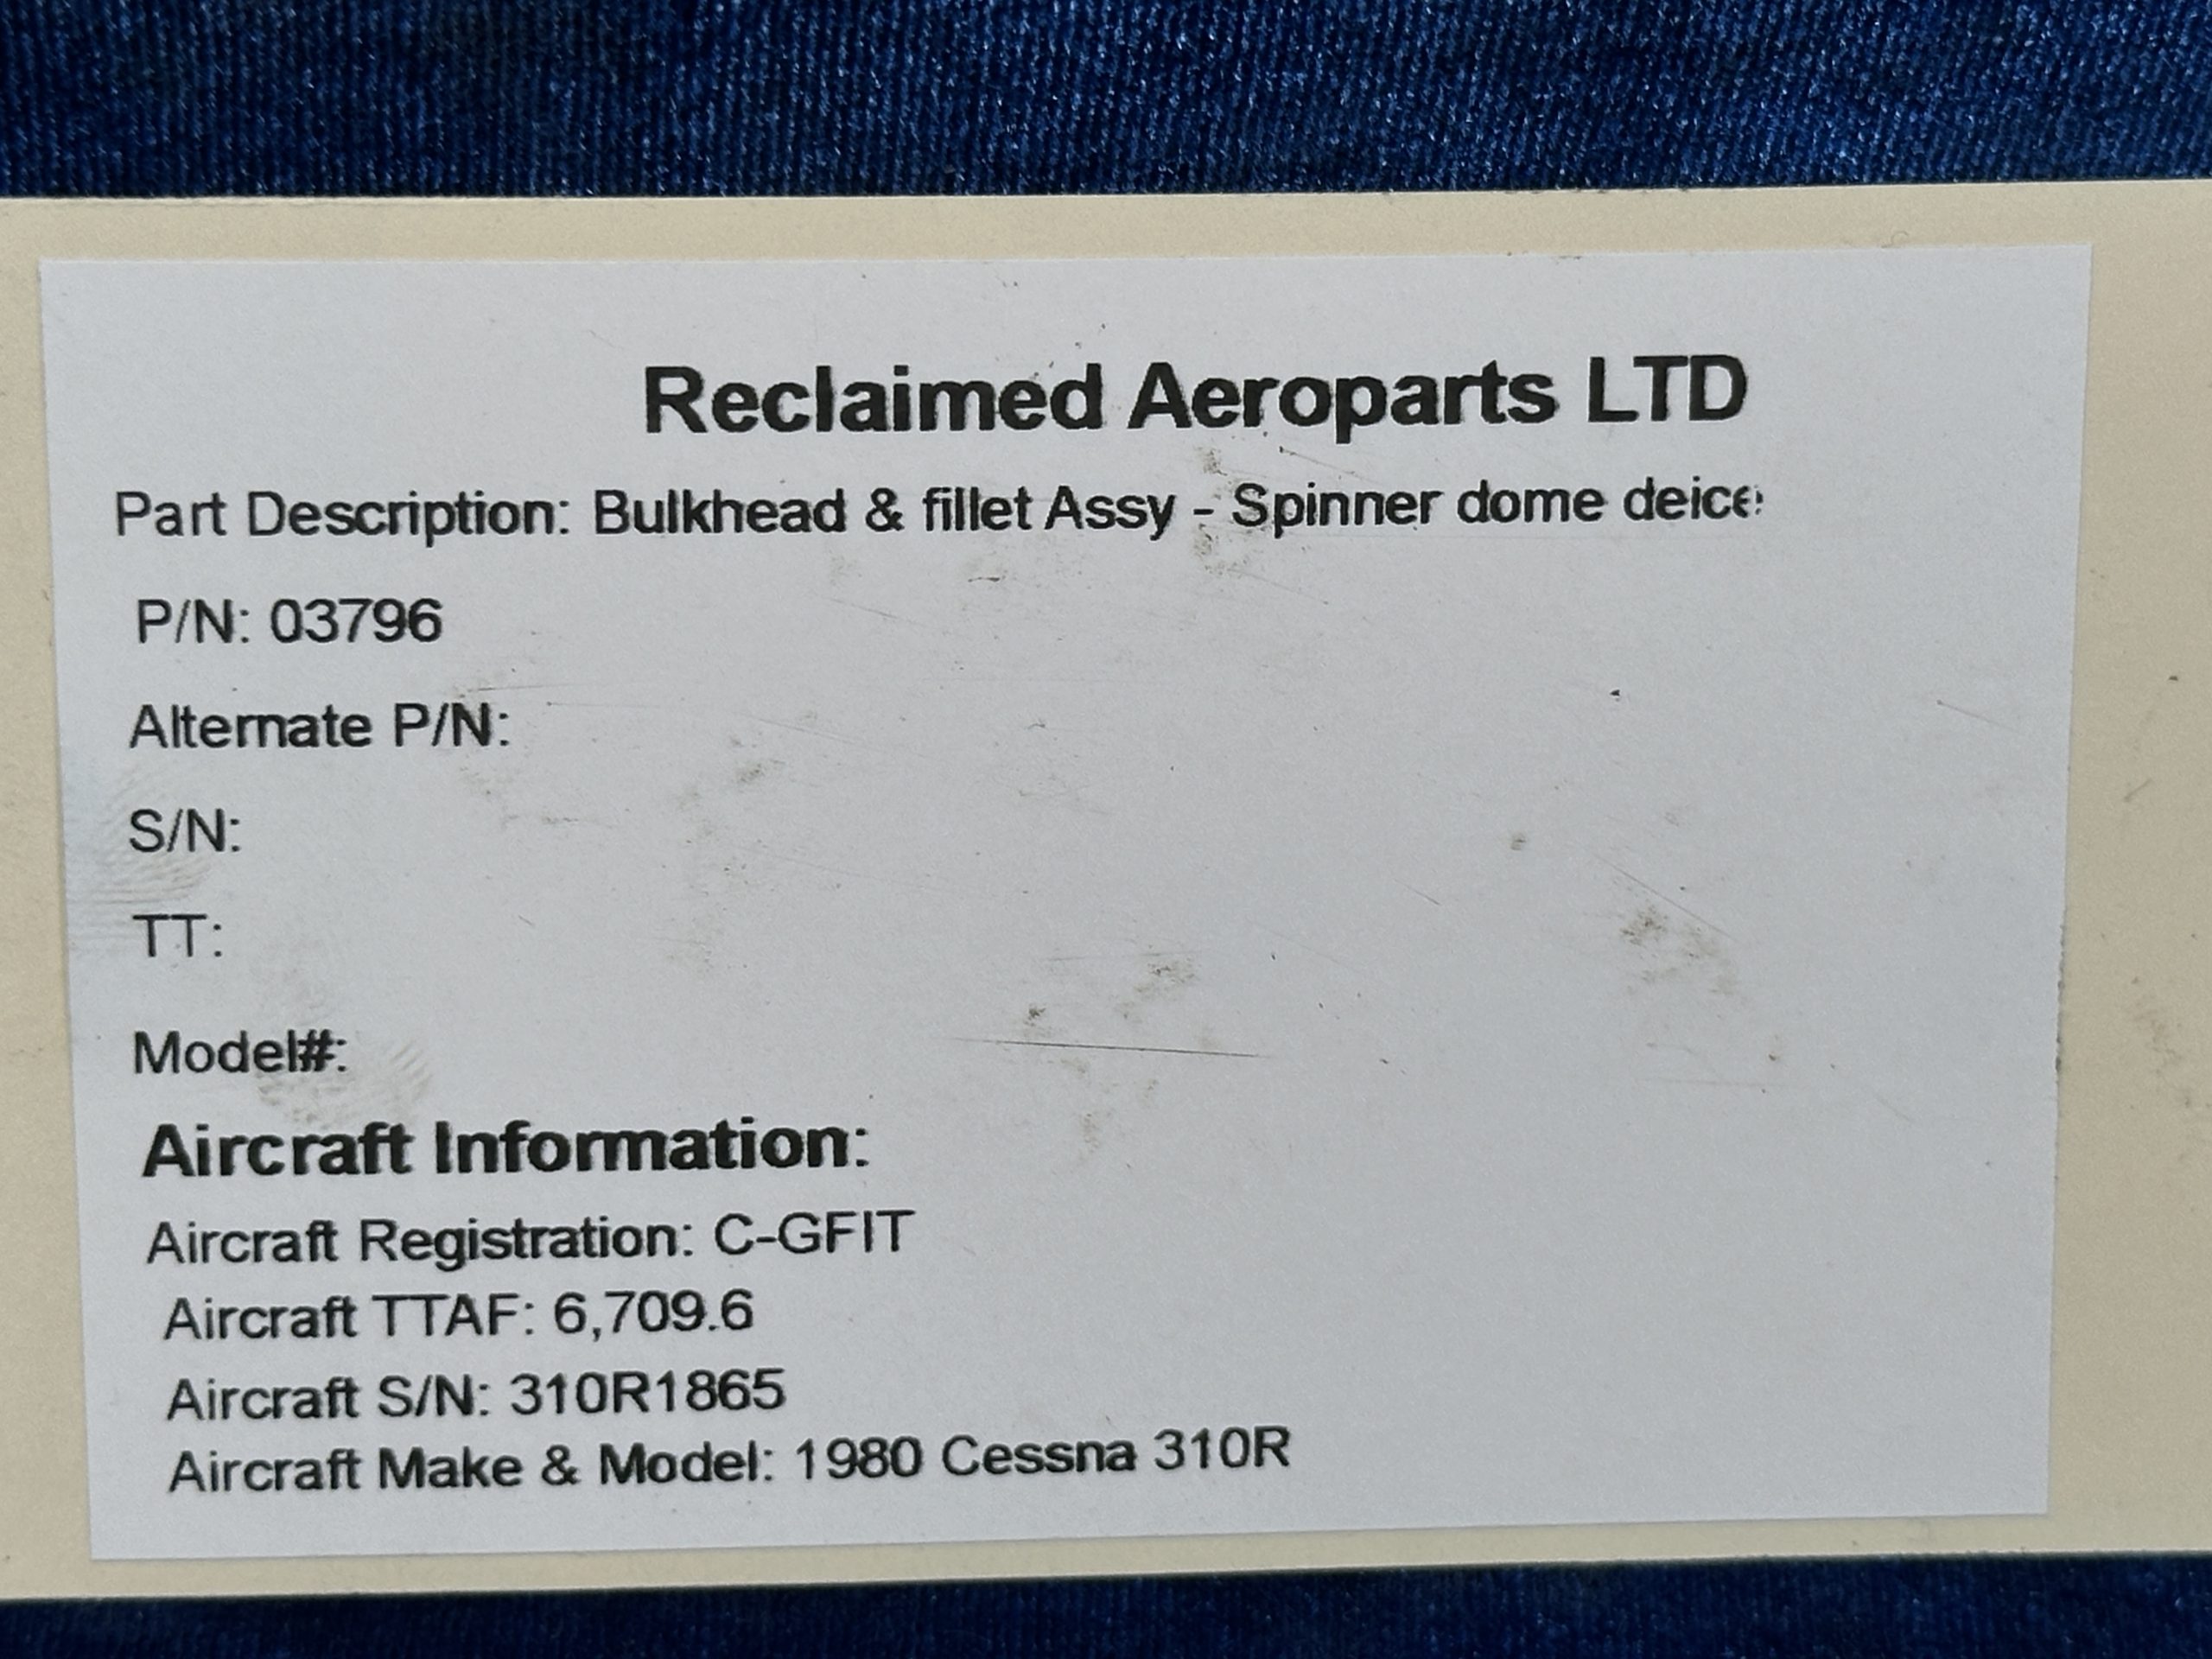 Reclaimed Aeroparts LTD
Part Description: Bulkhead & fillet Assy - Spinner dome deice
P/N: 03796
Alternate P/N:
S/N:
TT:
Model#:
Aircraft Information:
Aircraft Registration: C-GFIT
Aircraft TTAF: 6,709.6
Aircraft S/N: 310R1865
Aircraft Make & Model: 1980 Cessna 310R